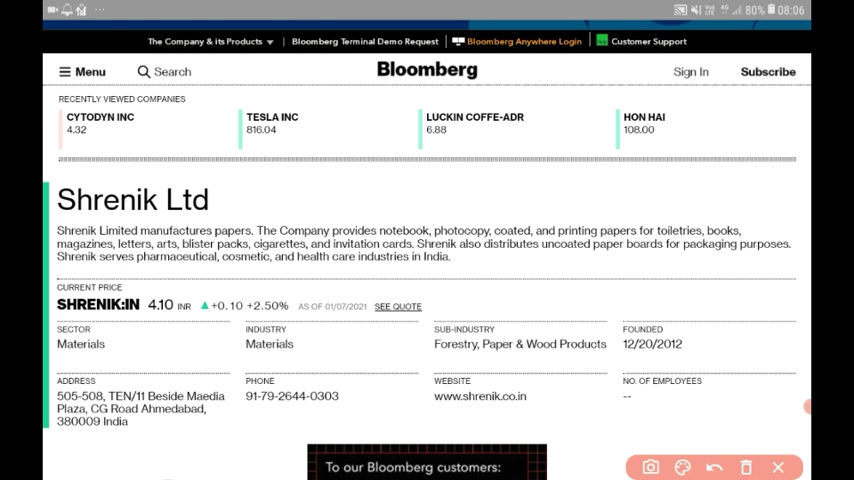 80% 08:06
The Company & its Products Bloomberg Terminal Demo Request Bloomberg Anywhere Login Customer Support
Menu Search Bloomberg Sign In Subscribe
RECENTLY VIEWED COMPANIES
CYTODYN INC TESLA INC LUCKIN COFFE-ADR HON HAI
4.32 816.04 6.88 108.00
Shrenik Ltd
Shrenik Limited manufactures papers. The Company provides notebook, photocopy, coated, and printing papers for toiletries, books,
magazines, letters, arts, blister packs, cigarettes, and invitation cards. Shrenik also distributes uncoated paper boards for packaging purposes.
Shrenik serves pharmaceutical, cosmetic, and health care industries in India.
CURRENT PRICE
SHRENIK:IN 4.10 INR +0.10 +2.50% AS OF 01/07/2021 SEE QUOTE
SECTOR INDUSTRY SUB-INDUSTRY FOUNDED
Materials Materials Forestry, Paper & Wood Products 12/20/2012
ADDRESS PHONE WEBSITE NO. OF EMPLOYEES
505-508, TEN/11 Beside Maedia 91-79-2644-0303 www.shrenik.co.in --
Plaza, CG Road Ahmedabad,
380009 India
To our Bloomberg customers: